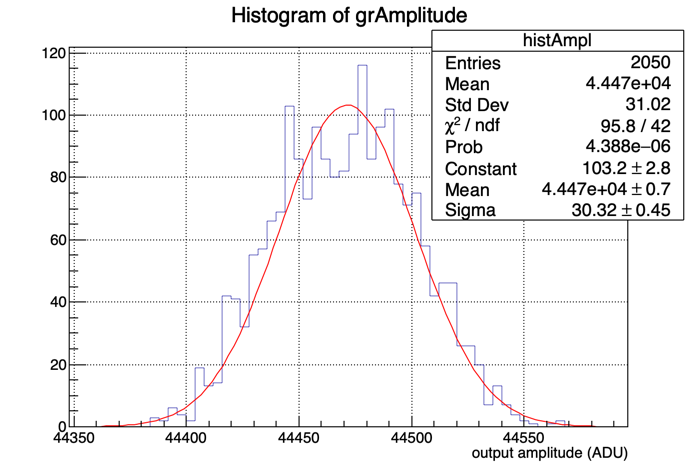 Histogram of grAmplitude
histAmpl
Entries 2050
Mean 4.447e+04
Std Dev 31.02
χ² / ndf 95.8 / 42
Prob 4.388e−06
Constant 103.2 ± 2.8
Mean 4.447e+04 ± 0.7
Sigma 30.32 ± 0.45
120
100
80
60
40
20
0
44350 44400 44450 44500 44550
output amplitude (ADU)